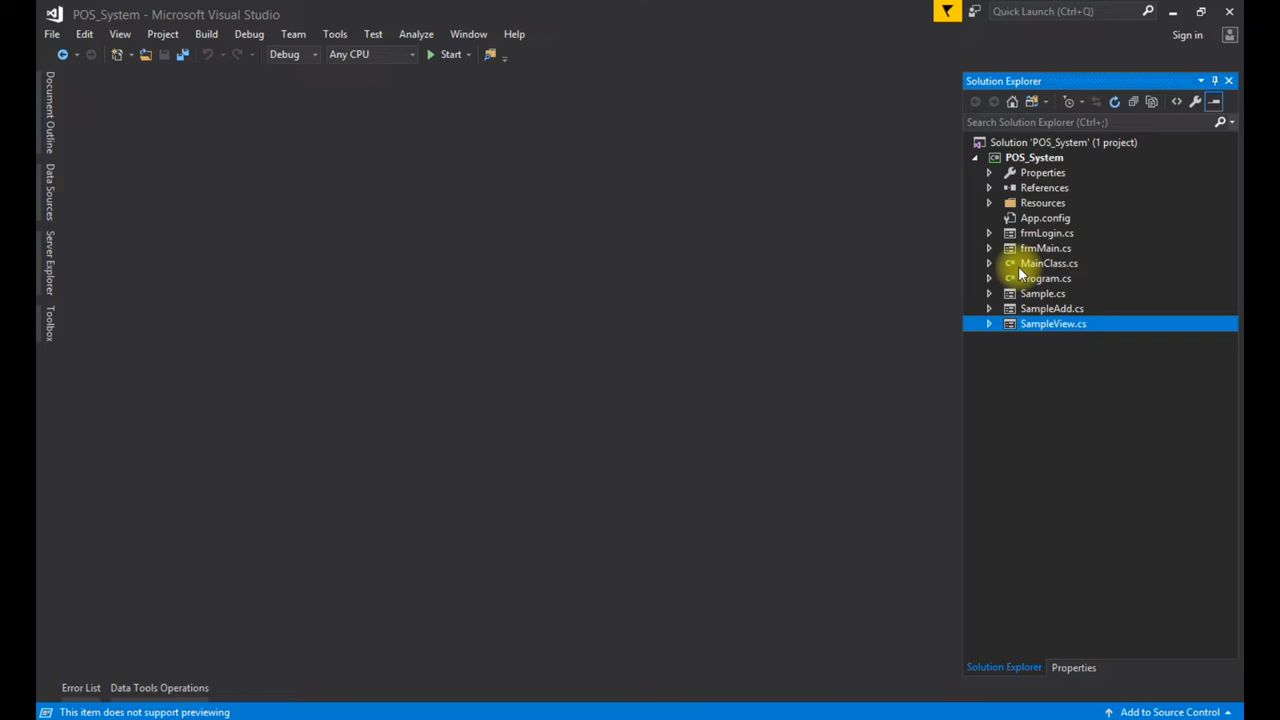 POS_System - Microsoft Visual Studio
Quick Launch (Ctrl+Q)
File Edit View Project Build Debug Team Tools Test Analyze Window Help
Sign in
Debug Any CPU Start
Document Outline
Data Sources
Server Explorer
Toolbox
Solution Explorer
Search Solution Explorer (Ctrl+;)
Solution 'POS_System' (1 project)
POS_System
Properties
References
Resources
App.config
frmLogin.cs
frmMain.cs
MainClass.cs
Program.cs
Sample.cs
SampleAdd.cs
SampleView.cs
Solution Explorer Properties
Error List Data Tools Operations
This item does not support previewing
Add to Source Control